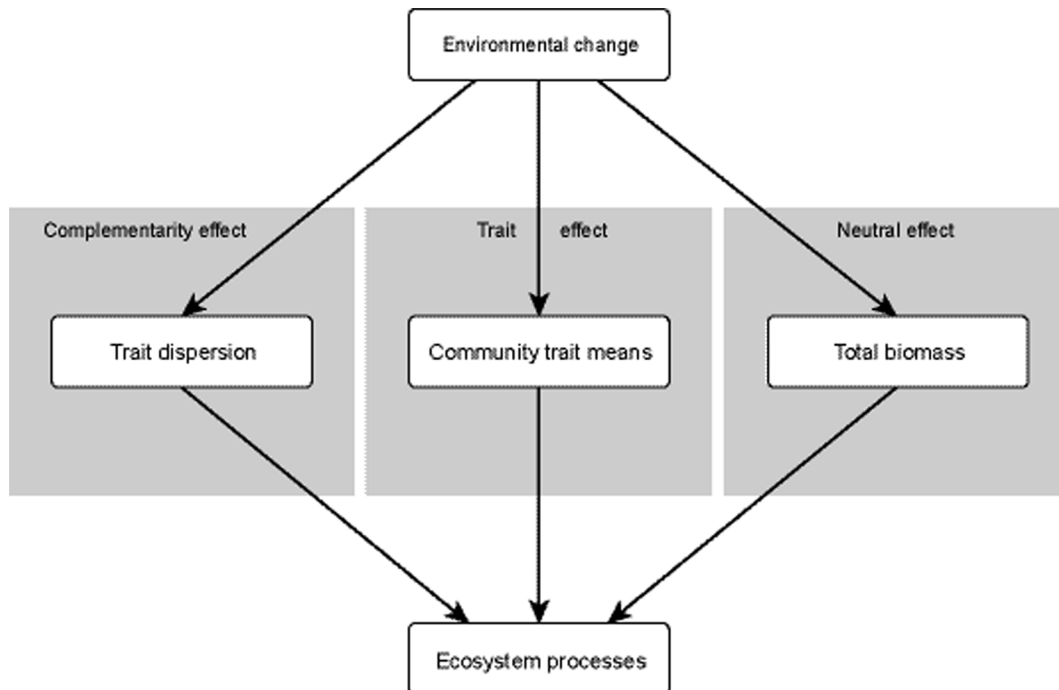 Environmental change
Complementarity effect
Trait effect
Neutral effect
Trait dispersion
Community trait means
Total biomass
Ecosystem processes